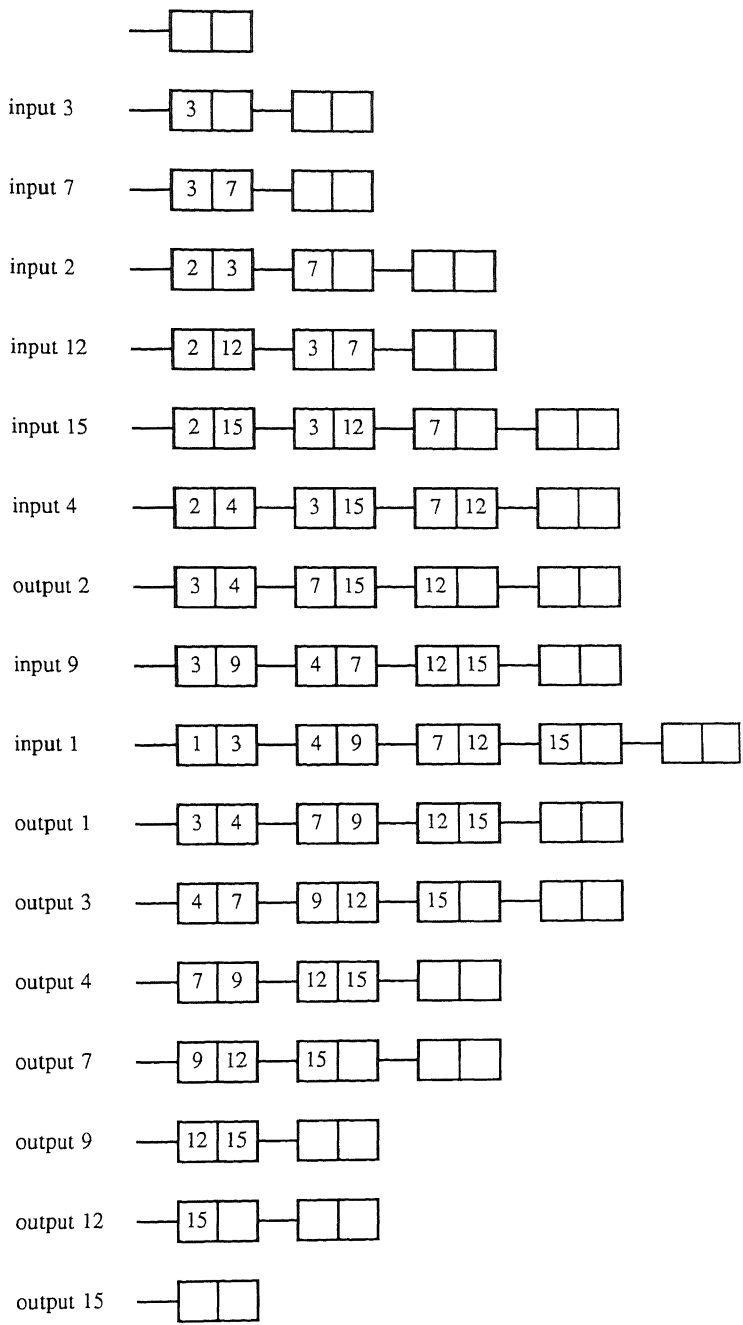 input 3 3
input 7 3 7
input 2 2 3 7
input 12 2 12 3 7
input 15 2 15 3 12 7
input 4 2 4 3 15 7 12
output 2 3 4 7 15 12
input 9 3 9 4 7 12 15
input 1 1 3 4 9 7 12 15
output 1 3 4 7 9 12 15
output 3 4 7 9 12 15
output 4 7 9 12 15
output 7 9 12 15
output 9 12 15
output 12 15
output 15